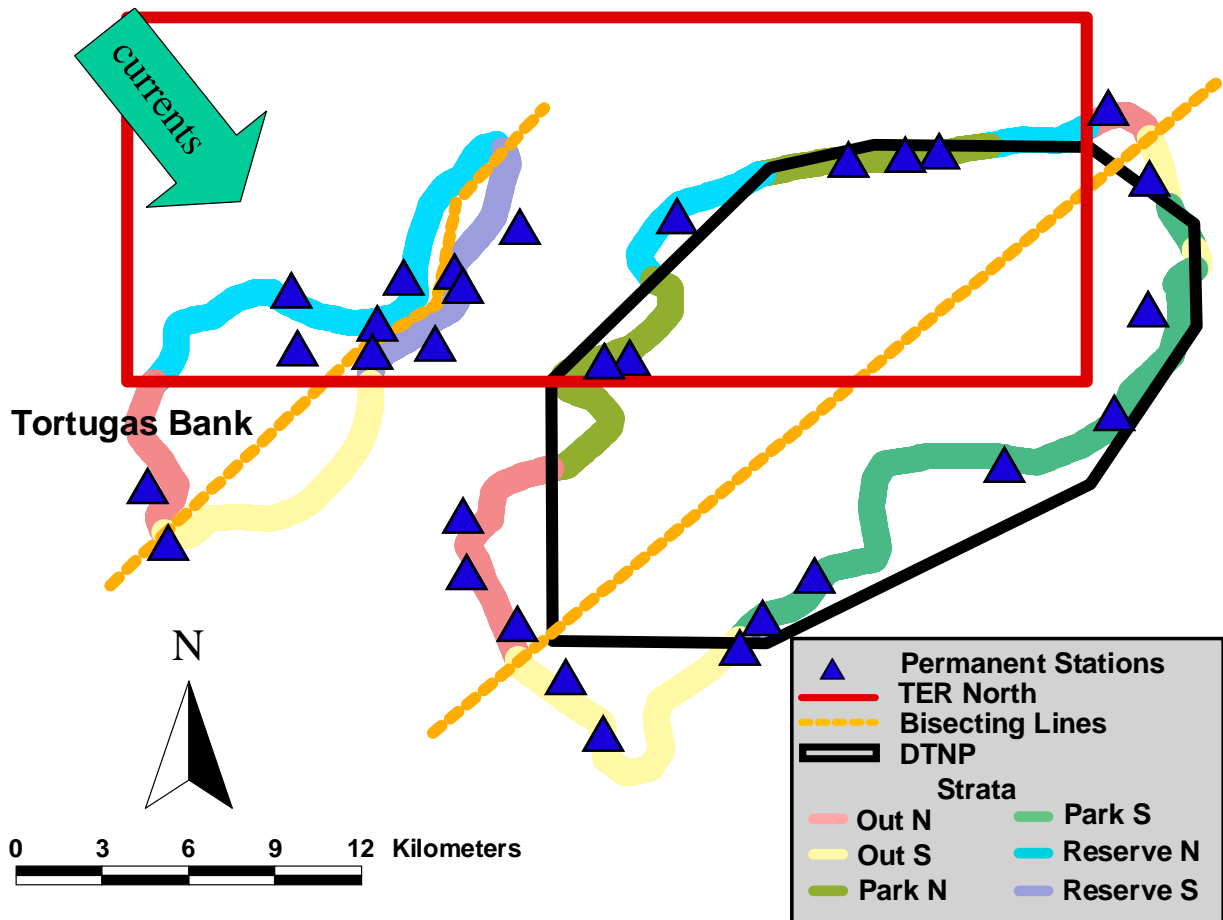 currents
Tortugas Bank
N
0 3 6 9 12 Kilometers
Permanent Stations
TER North
Bisecting Lines
DTNP
Strata
Out N
Park S
Out S
Reserve N
Park N
Reserve S